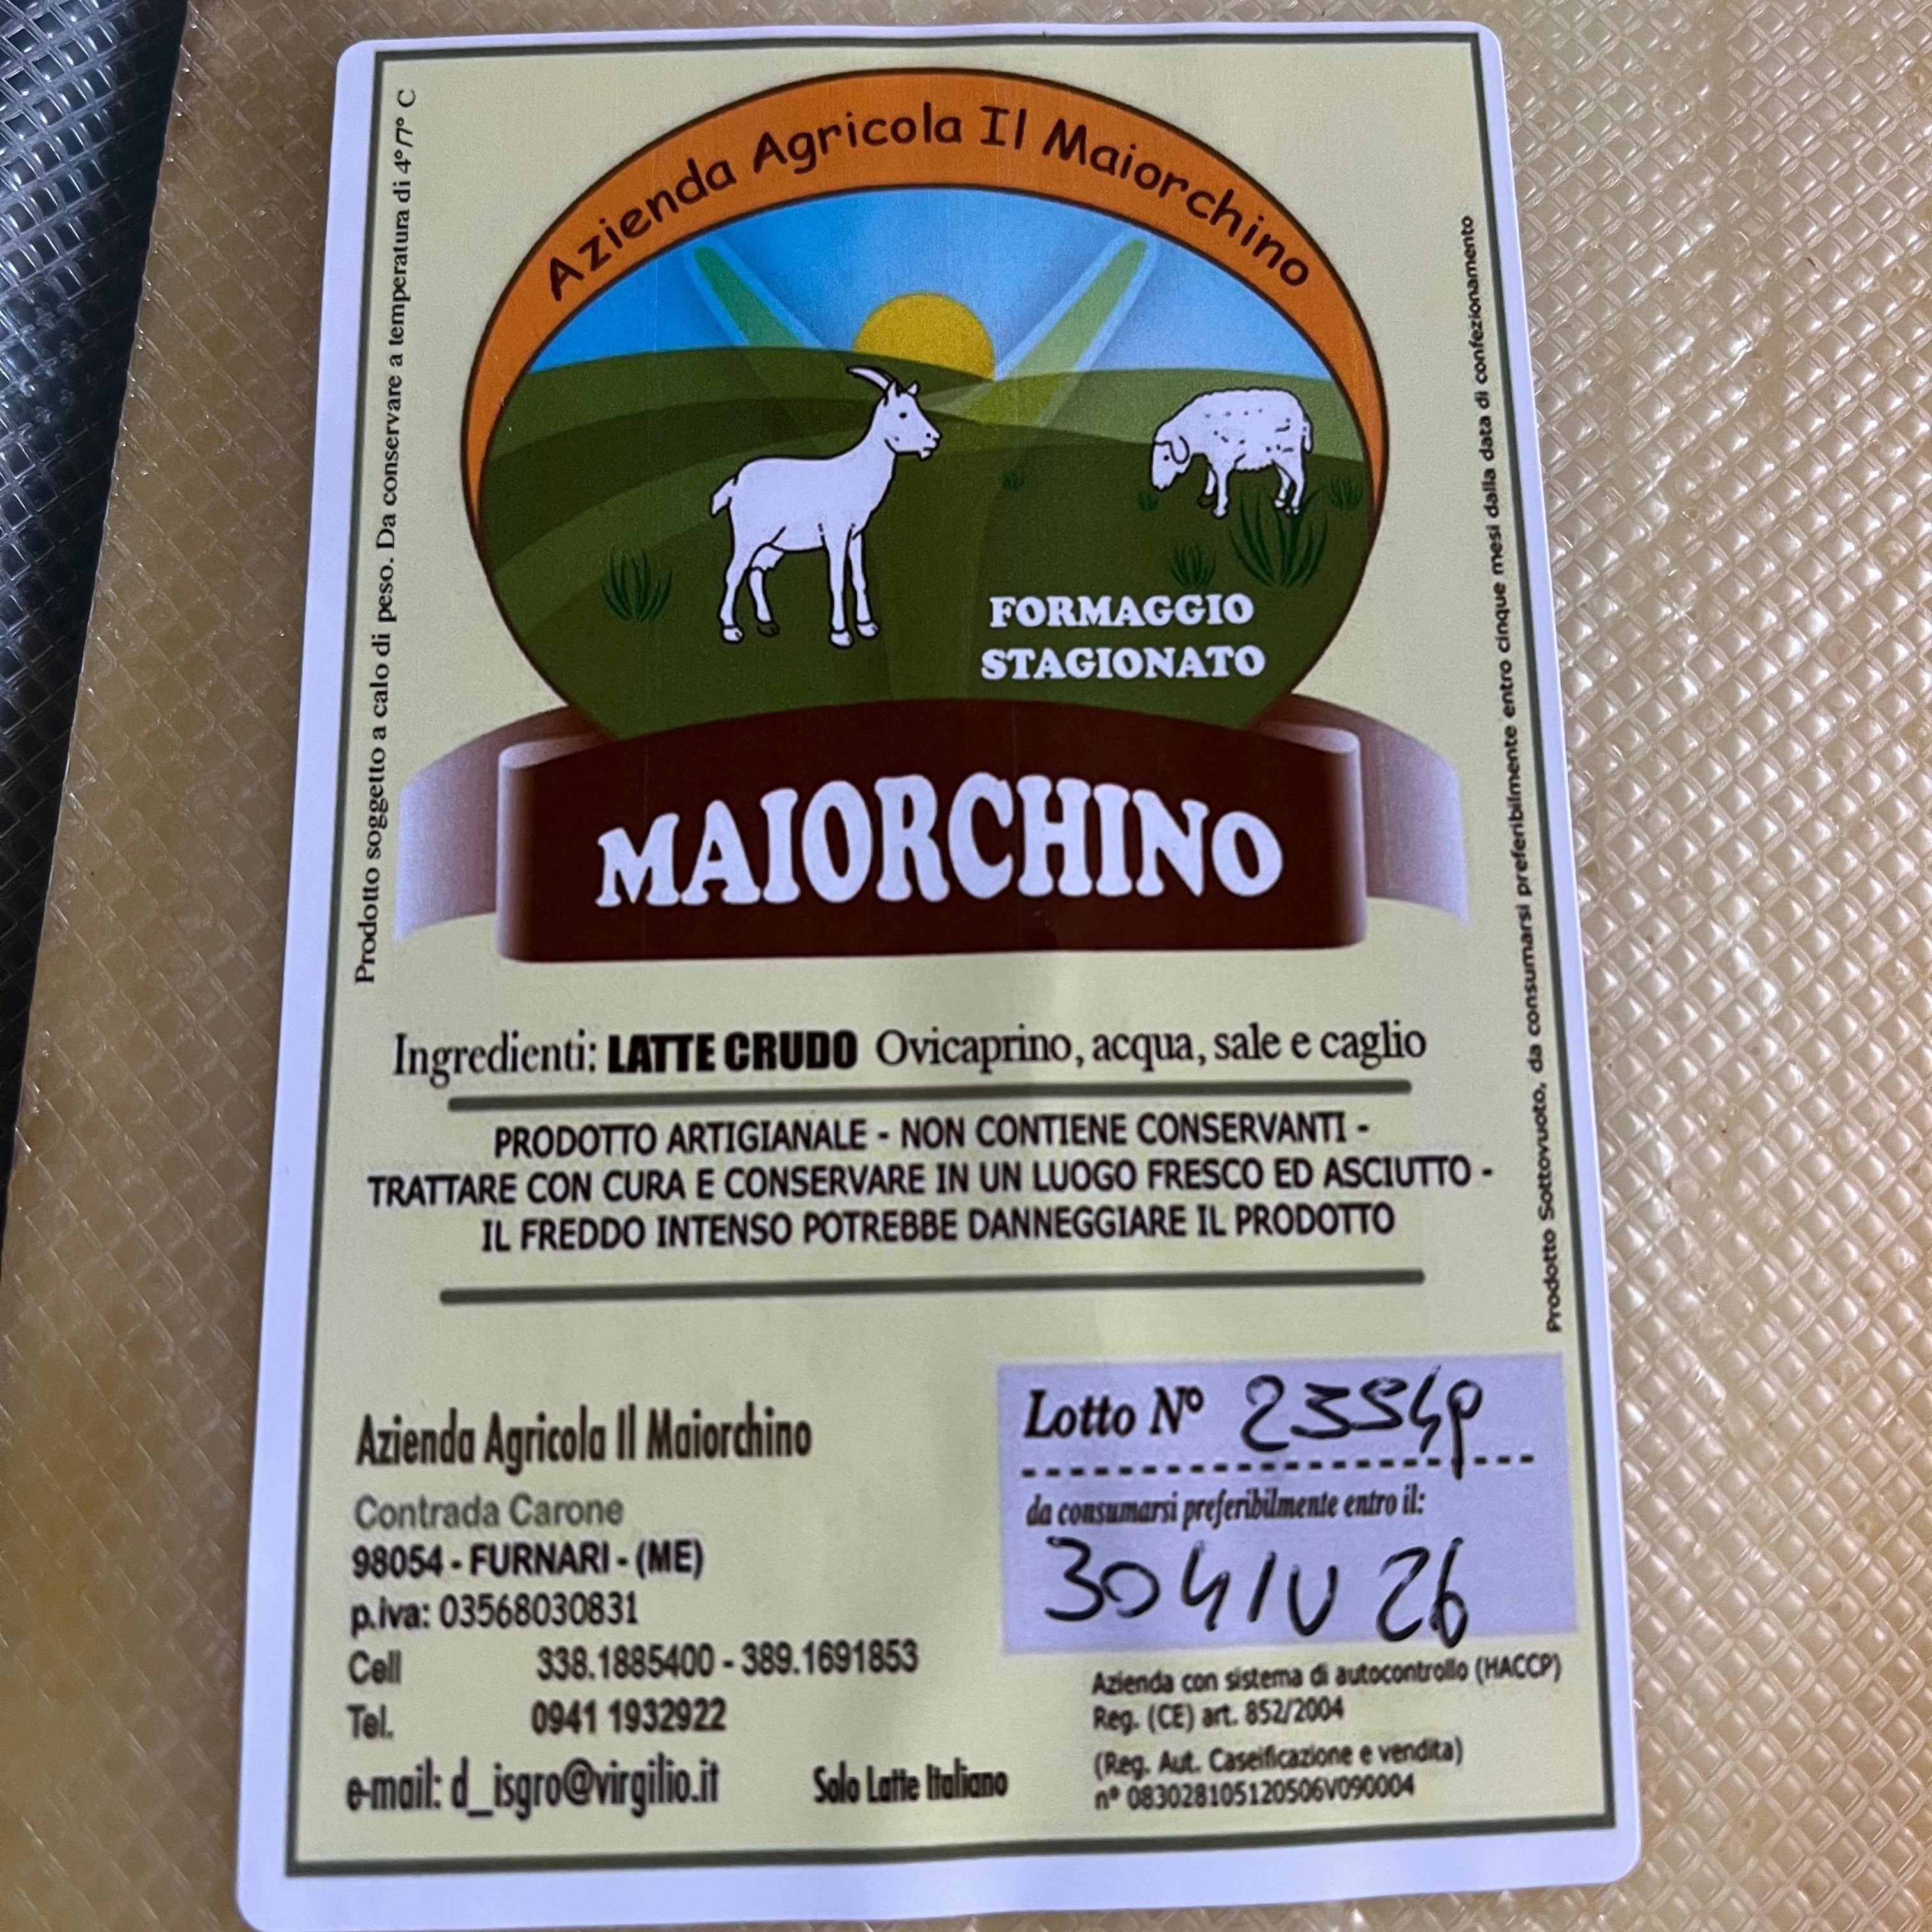 Azienda Agricola Il Maiorchino
Prodotto soggetto a calo di peso. Da conservare a temperatura di 4°/7° C
FORMAGGIO
STAGIONATO
MAIORCHINO
Prodotto Sottovuoto, da consumarsi preferibilmente entro cinque mesi dalla data di confezionamento
Ingredienti: LATTE CRUDO Ovicaprino, acqua, sale e caglio
PRODOTTO ARTIGIANALE - NON CONTIENE CONSERVANTI -
TRATTARE CON CURA E CONSERVARE IN UN LUOGO FRESCO ED ASCIUTTO -
IL FREDDO INTENSO POTREBBE DANNEGGIARE IL PRODOTTO
Azienda Agricola Il Maiorchino
Contrada Carone
98054 - FURNARI - (ME)
p.iva: 03568030831
Cell 338.1885400 - 389.1691853
Tel. 0941 1932922
e-mail: d_isgro@virgilio.it
Solo Latte Italiano
Lotto N°
da consumarsi preferibilmente entro il:
26
Azienda con sistema di autocontrollo (HACCP)
Reg. (CE) art. 852/2004
(Reg. Aut. Caseificazione e vendita)
n° 083028105120506V090004